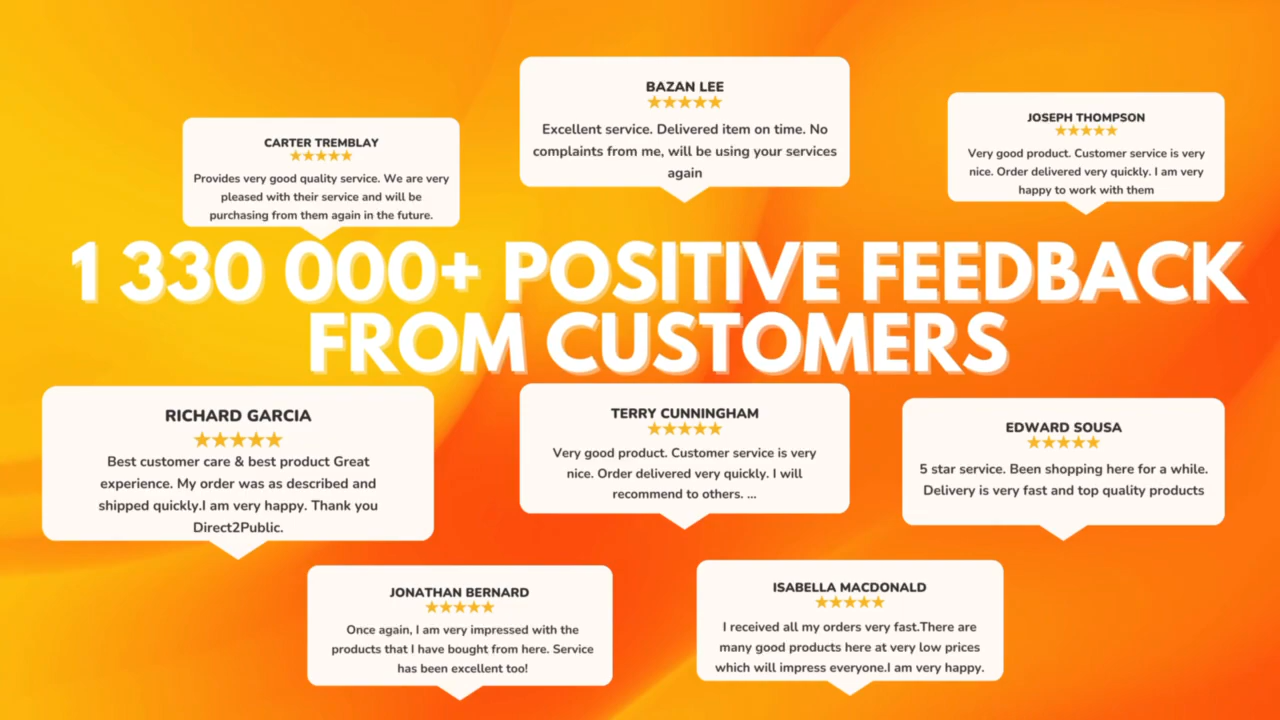 BAZAN LEE
Excellent service. Delivered item on time. No
complaints from me, will be using your services
again
JOSEPH THOMPSON
Very good product. Customer service is very
nice. Order delivered very quickly. I am very
happy to work with them
CARTER TREMBLAY
Provides very good quality service. We are very
pleased with their service and will be
purchasing from them again in the future.
1 330 000+ POSITIVE FEEDBACK
FROM CUSTOMERS
RICHARD GARCIA
Best customer care & best product Great
experience. My order was as described and
shipped quickly.I am very happy. Thank you
Direct2Public.
TERRY CUNNINGHAM
Very good product. Customer service is very
nice. Order delivered very quickly. I will
recommend to others. ...
EDWARD SOUSA
5 star service. Been shopping here for a while.
Delivery is very fast and top quality products
JONATHAN BERNARD
Once again, I am very impressed with the
products that I have bought from here. Service
has been excellent too!
ISABELLA MACDONALD
I received all my orders very fast.There are
many good products here at very low prices
which will impress everyone.I am very happy.